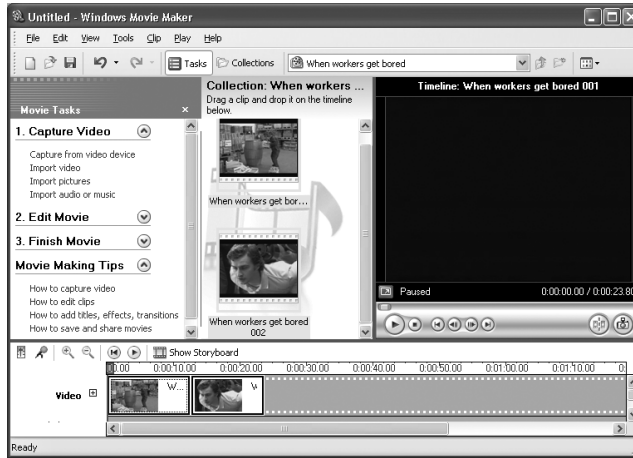 Untitled - Windows Movie Maker
File Edit View Tools Clip Play Help
Tasks Collections When workers get bored
Movie Tasks
1. Capture Video
Capture from video device
Import video
Import pictures
Import audio or music
2. Edit Movie
3. Finish Movie
Movie Making Tips
How to capture video
How to edit clips
How to add titles, effects, transitions
How to save and share movies
Collection: When workers ...
Drag a clip and drop it on the timeline
below.
When workers get bor...
When workers get bored
002
Timeline: When workers get bored 001
Paused 0:00:00.00 / 0:00:23.80
Show Storyboard
0.00 0:00:10.00 0:00:20.00 0:00:30.00 0:00:40.00 0:00:50.00 0:01:00.00 0:01:10.00 0:
Video W...
Ready